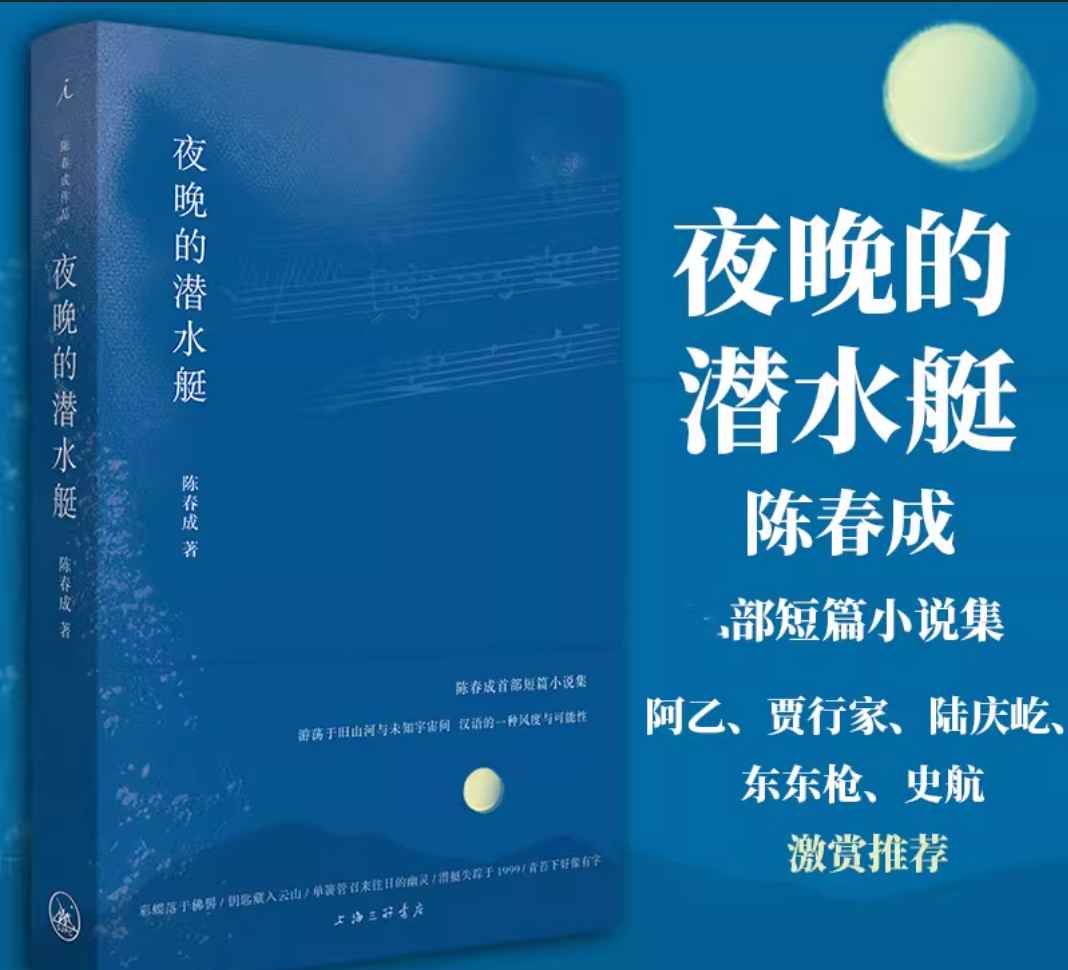 陈春成作品
夜晚的潜水艇
陈春成 著
夜晚的潜水艇
陈春成 著
陈春成首部短篇小说集
游荡于旧山河与未知宇宙间 汉语的一种风度与可能性
彩蝶落于佛髻/钥匙藏入云山/单簧管召来往日的幽灵/潜艇失踪于1999/青苔下好像有字
上海三联书店
夜晚的
潜水艇
陈春成
部短篇小说集
阿乙、贾行家、陆庆屹、
东东枪、史航
激赏推荐